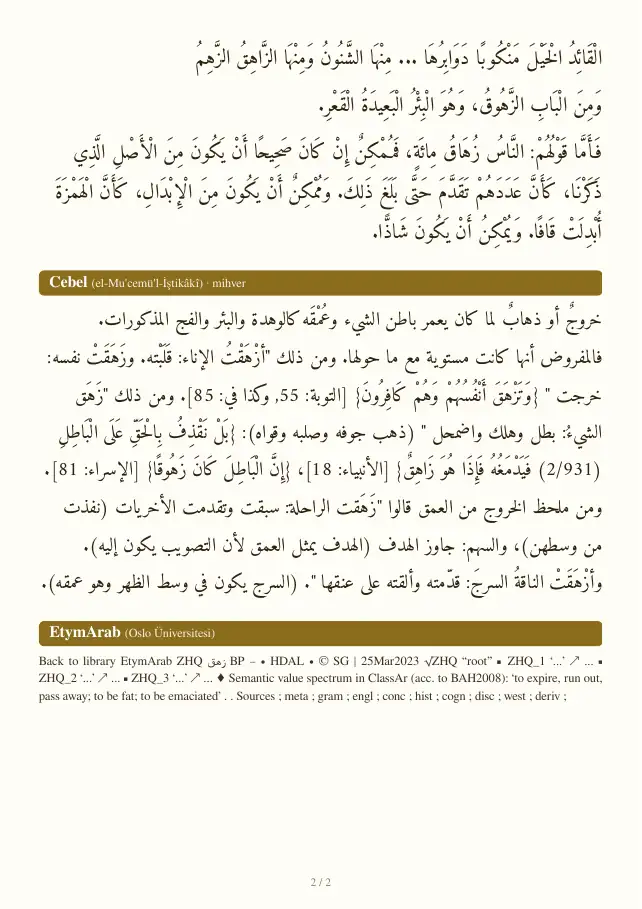 الْقَائِدُ الْخَيْلَ مَنْكُوبًا دَوَابِرُهَا ... مِنْهَا الشَّنُونُ وَمِنْهَا الزَّاهِقُ الزَّهِمُ
وَمِنَ الْبَابِ الزَّهُوقُ، وَهُوَ الْبِئْرُ الْبَعِيدَةُ الْقَعْرِ.
فَأَمَّا قَوْلُهُمْ: النَّاسُ زُهَاقُ مِائَةٍ، فَمُمْكِنٌ إِنْ كَانَ صَحِيحًا أَنْ يَكُونَ مِنَ الْأَصْلِ الَّذِي
ذَكَرْنَا، كَأَنَّ عَدَدَهُمْ تَقَدَّمَ حَتَّى بَلَغَ ذَلِكَ. وَمُمْكِنٌ أَنْ يَكُونَ مِنَ الْإِبْدَالِ، كَأَنَّ الْهَمْزَةَ
أُبْدِلَتْ قَافًا. وَيُمْكِنُ أَنْ يَكُونَ شَاذًّا.
Cebel (el-Mu'cemü'l-İştikâkî) · mihver
خروجٌ أو ذهابٌ لما كان يعمر باطن الشيء وعُمْقَه كالوهدة والبئر والفج المذكورات.
فالمفروض أنها كانت مستوية مع ما حولها. ومن ذلك "أزْهَقْتُ الإناء: قَلَبْته. وزَهَقَتْ نفسه:
خرجت " {وَتَزْهَقَ أَنْفُسُهُمْ وَهُمْ كَافِرُونَ} [التوبة: 55, وكذا في: 85]. ومن ذلك "زَهَق
الشيءُ: بطل وهلك واضمحل " (ذهب جوفه وصلبه وقواه): {بَلْ نَقْذِفُ بِالْحَقِّ عَلَى الْبَاطِلِ
(2/931) فَيَدْمَغُهُ فَإِذَا هُوَ زَاهِقٌ} [الأنبياء: 18]، {إِنَّ الْبَاطِلَ كَانَ زَهُوقًا} [الإسراء: 81].
ومن ملحظ الخروج من العمق قالوا "زَهَقت الراحلة: سبقت وتقدمت الأخريات (نفذت
من وسطهن)، والسهم: جاوز الهدف (الهدف يمثل العمق لأن التصويب يكون إليه).
وأزْهَقَتْ الناقةُ السرجَ: قدّمته وألقته على عنقها ". (السرج يكون في وسط الظهر وهو عمقه).
EtymArab (Oslo Üniversitesi)
Back to library EtymArab ZHQ زهق BP – • HDAL • © SG | 25Mar2023 √ZHQ “root” ▪ ZHQ_1 ‘...’ ↗ ... ▪
ZHQ_2 ‘...’ ↗ ... ▪ ZHQ_3 ‘...’ ↗ ... ♦ Semantic value spectrum in ClassAr (acc. to BAH2008): ‘to expire, run out,
pass away; to be fat; to be emaciated’ . . Sources ; meta ; gram ; engl ; conc ; hist ; cogn ; disc ; west ; deriv ;
2 / 2